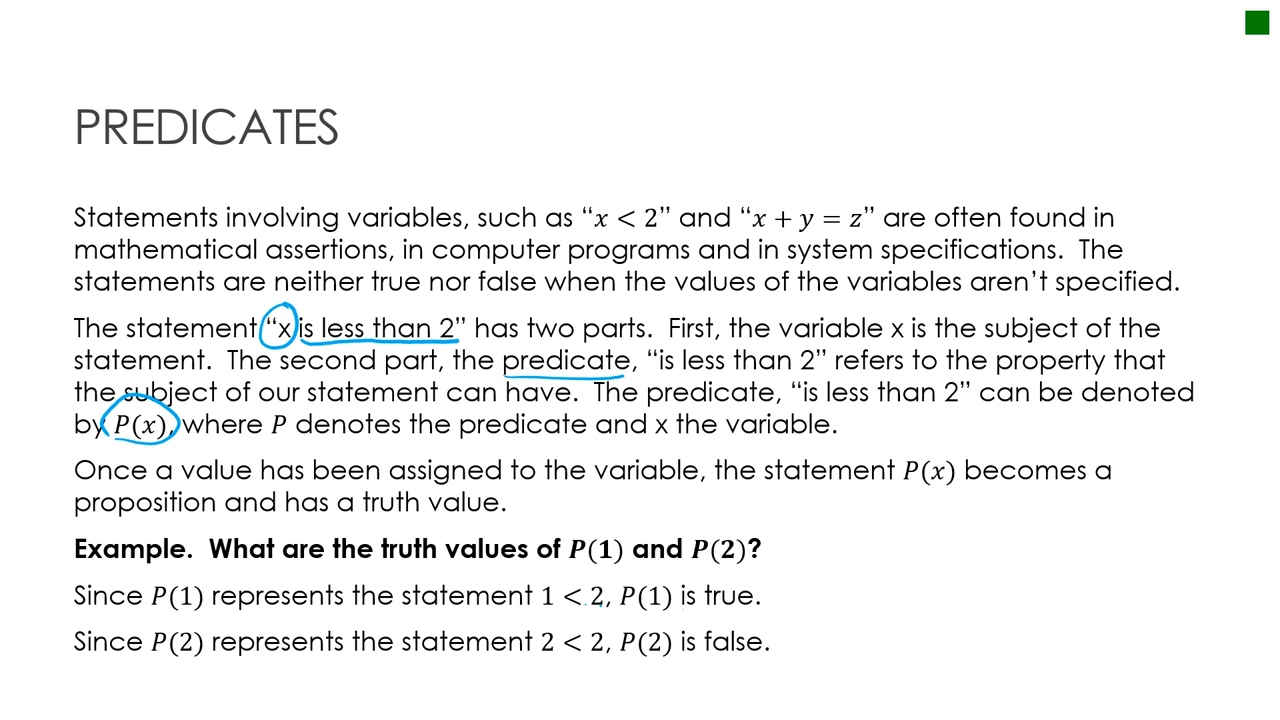 PREDICATES
Statements involving variables, such as “x < 2” and “x + y = z” are often found in
mathematical assertions, in computer programs and in system specifications. The
statements are neither true nor false when the values of the variables aren’t specified.
The statement “x is less than 2” has two parts. First, the variable x is the subject of the
statement. The second part, the predicate, “is less than 2” refers to the property that
the subject of our statement can have. The predicate, “is less than 2” can be denoted
by P(x), where P denotes the predicate and x the variable.
Once a value has been assigned to the variable, the statement P(x) becomes a
proposition and has a truth value.
Example. What are the truth values of P(1) and P(2)?
Since P(1) represents the statement 1 < 2, P(1) is true.
Since P(2) represents the statement 2 < 2, P(2) is false.